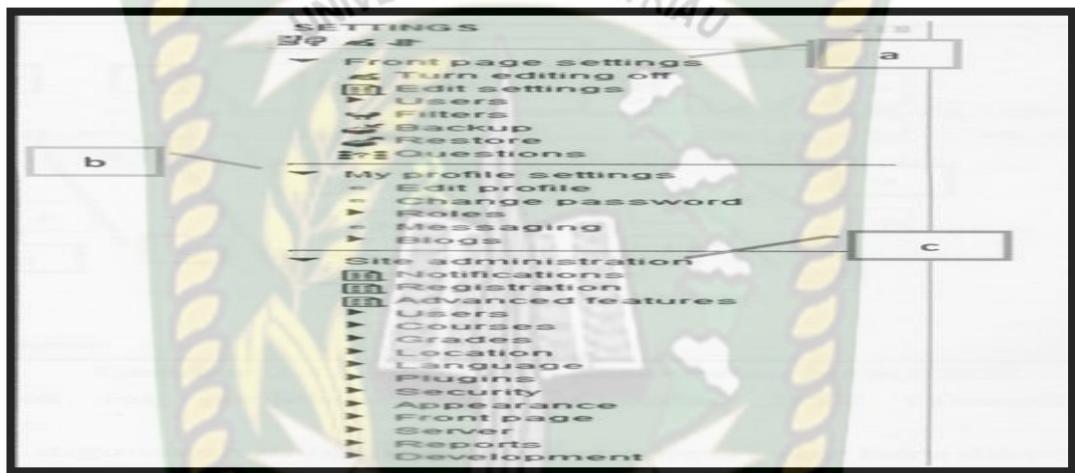 RIAU
SETTINGS
a
Front page settings
Turn editing off
Edit settings
Users
Filters
Backup
Restore
Questions
b
My profile settings
Edit profile
Change password
Roles
Messaging
Blogs
c
Site administration
Notifications
Registration
Advanced features
Users
Courses
Grades
Location
Language
Plugins
Security
Appearance
Front page
Server
Reports
Development